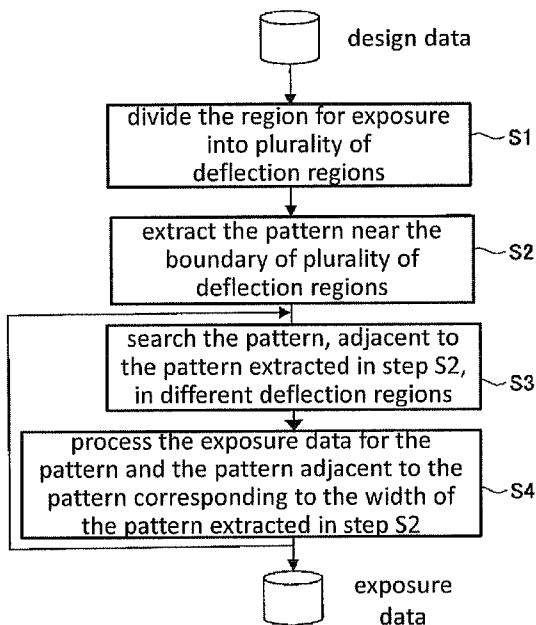 design data
divide the region for exposure
into plurality of
deflection regions
S1
extract the pattern near the
boundary of plurality of
deflection regions
S2
search the pattern, adjacent to
the pattern extracted in step S2,
in different deflection regions
S3
process the exposure data for the
pattern and the pattern adjacent to the
pattern corresponding to the width of
the pattern extracted in step S2
S4
exposure
data